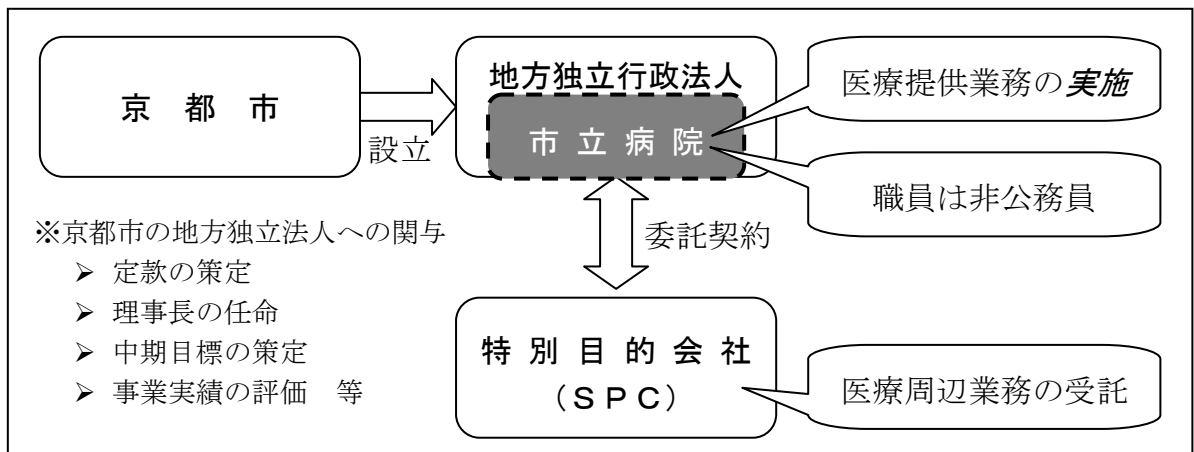 京都市
設立
地方独立行政法人
市立病院
医療提供業務の実施
職員は非公務員
※京都市の地方独立法人への関与
➢ 定款の策定
➢ 理事長の任命
➢ 中期目標の策定
➢ 事業実績の評価　等
委託契約
特別目的会社
（ＳＰＣ）
医療周辺業務の受託